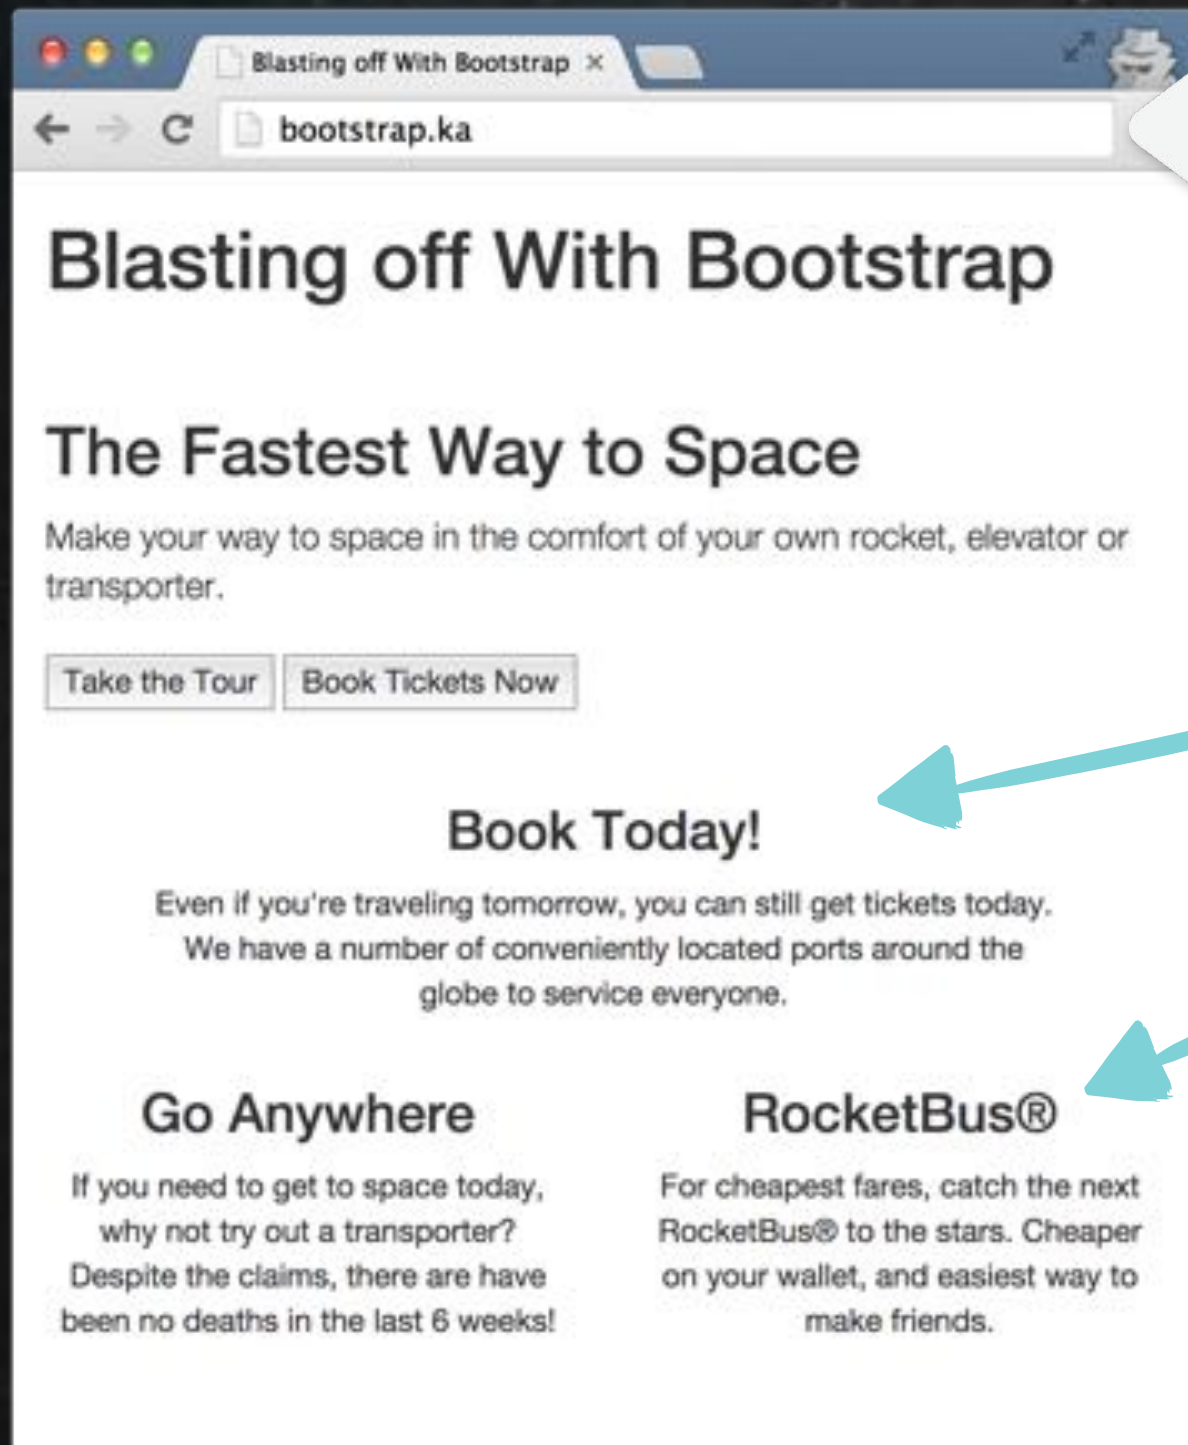 Blasting off With Bootstrap
bootstrap.ka
Blasting off With Bootstrap
The Fastest Way to Space
Make your way to space in the comfort of your own rocket, elevator or
transporter.
Take the Tour
Book Tickets Now
Book Today!
Even if you're traveling tomorrow, you can still get tickets today.
We have a number of conveniently located ports around the
globe to service everyone.
Go Anywhere
If you need to get to space today,
why not try out a transporter?
Despite the claims, there are have
been no deaths in the last 6 weeks!
RocketBus®
For cheapest fares, catch the next
RocketBus® to the stars. Cheaper
on your wallet, and easiest way to
make friends.